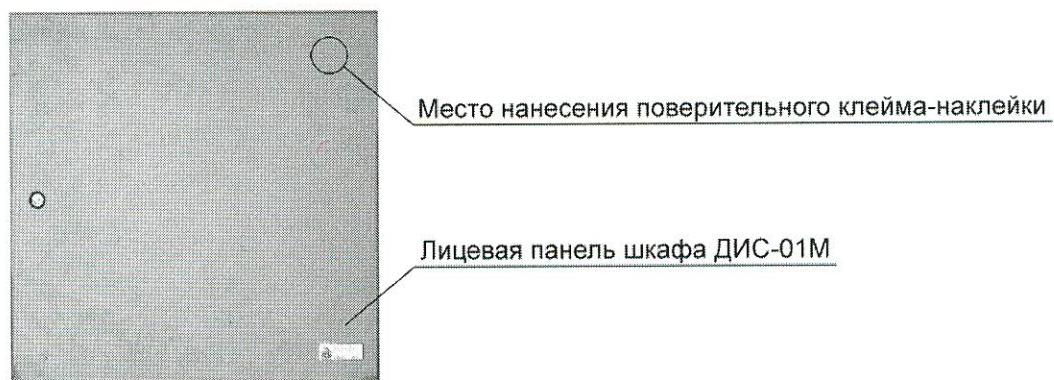 Место нанесения поверительного клейма-наклейки
Лицевая панель шкафа ДИС-01М